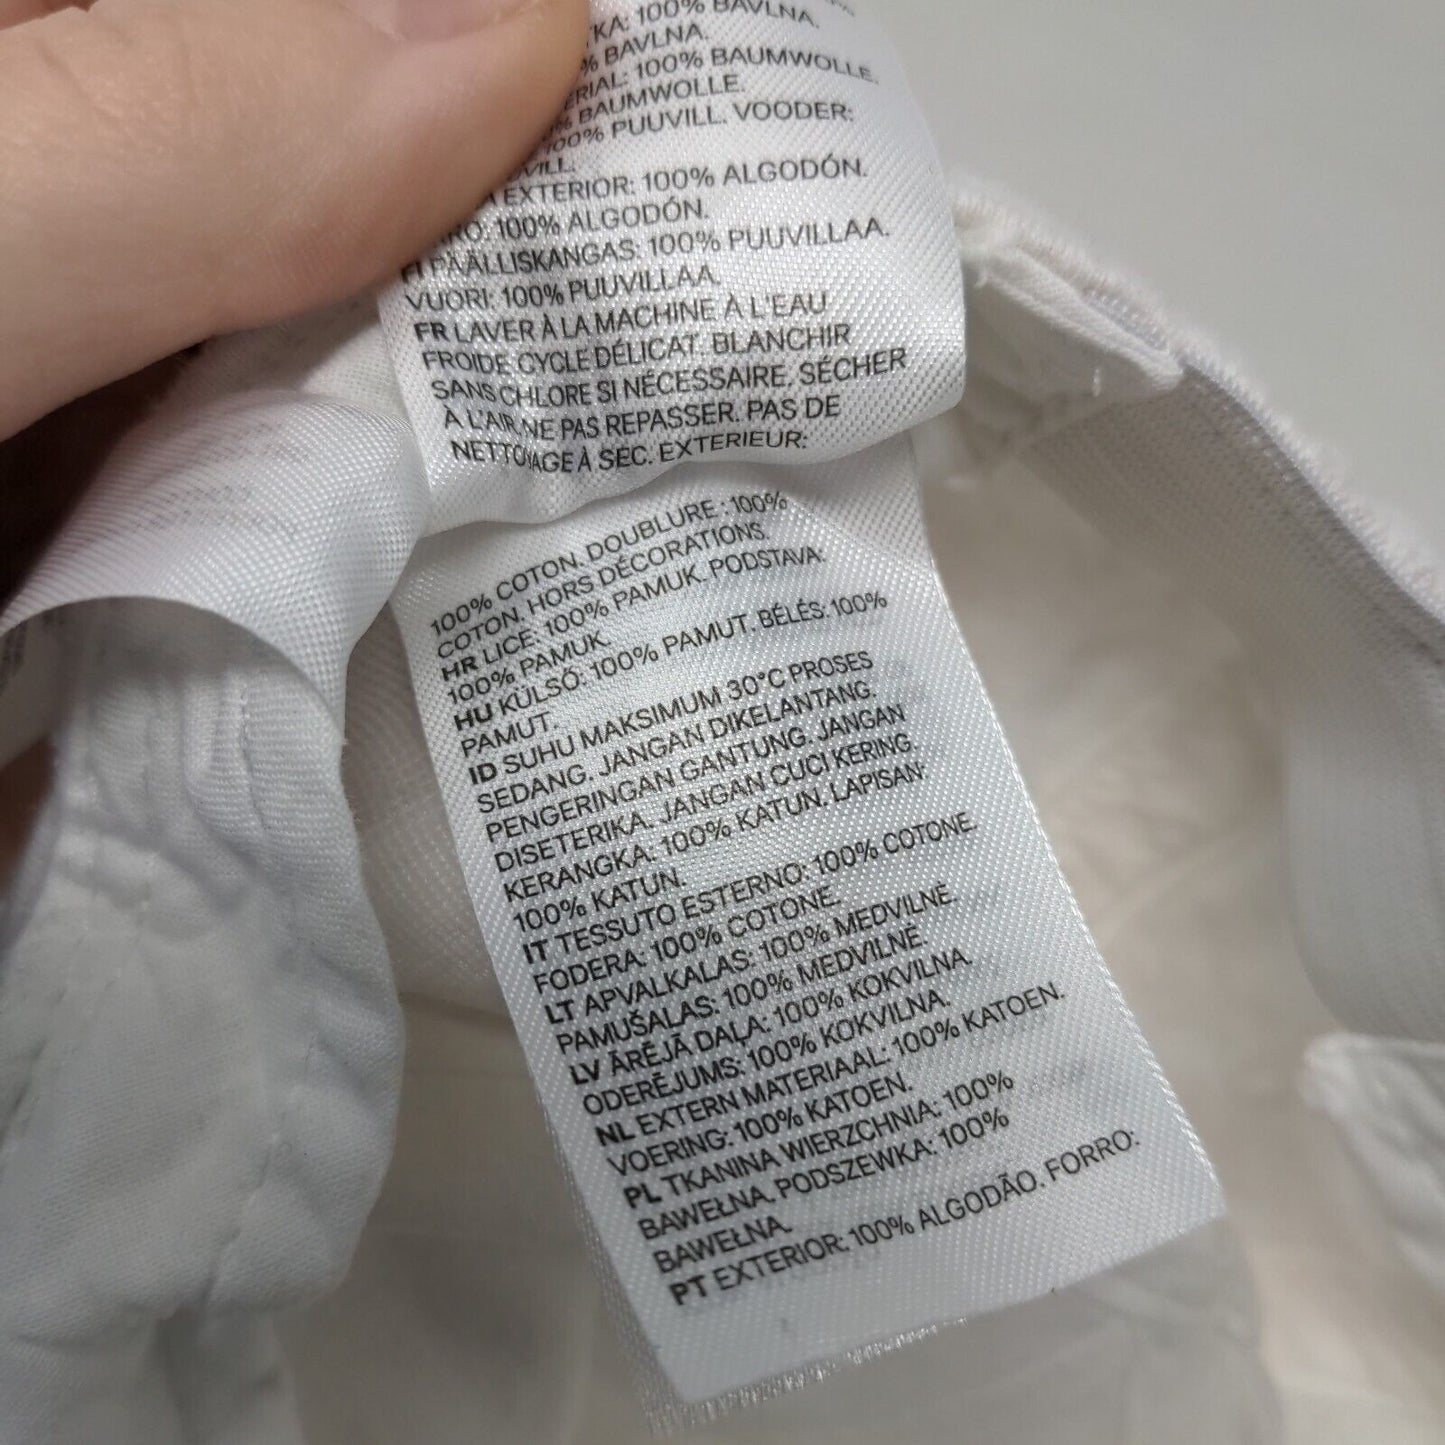 100% BAVLNA.
% BAVLNA.
100% BAUMWOLLE.
% BAUMWOLLE.
100% PUUVILL. VOODER:
EXTERIOR: 100% ALGODÓN.
100% ALGODÓN.
FI PÄÄLLISKANGAS: 100% PUUVILLAA.
VUORI: 100% PUUVILLAA.
FR LAVER À LA MACHINE À L'EAU
FROIDE CYCLE DÉLICAT. BLANCHIR
SANS CHLORE SI NÉCESSAIRE. SÉCHER
À L'AIR. NE PAS REPASSER. PAS DE
NETTOYAGE À SEC. EXTERIEUR:
100% COTON. DOUBLURE : 100%
COTON. HORS DÉCORATIONS.
HR LICE: 100% PAMUK. PODSTAVA:
100% PAMUK.
HU KÜLSŐ: 100% PAMUT. BÉLÉS: 100%
PAMUT.
ID SUHU MAKSIMUM 30°C PROSES
SEDANG. JANGAN DIKELANTANG.
PENGERINGAN GANTUNG. JANGAN
DISETERIKA. JANGAN CUCI KERING.
KERANGKA: 100% KATUN. LAPISAN:
100% KATUN.
IT TESSUTO ESTERNO: 100% COTONE.
FODERA: 100% COTONE.
LT APVALKALAS: 100% MEDVILNĖ.
PAMUŠALAS: 100% MEDVILNĖ.
LV ĀRĒJĀ DAĻA: 100% KOKVILNA.
ODERĒJUMS: 100% KOKVILNA.
NL EXTERN MATERIAAL: 100% KATOEN.
VOERING: 100% KATOEN.
PL TKANINA WIERZCHNIA: 100%
BAWEŁNA. PODSZEWKA: 100%
BAWEŁNA.
PT EXTERIOR: 100% ALGODÃO. FORRO: